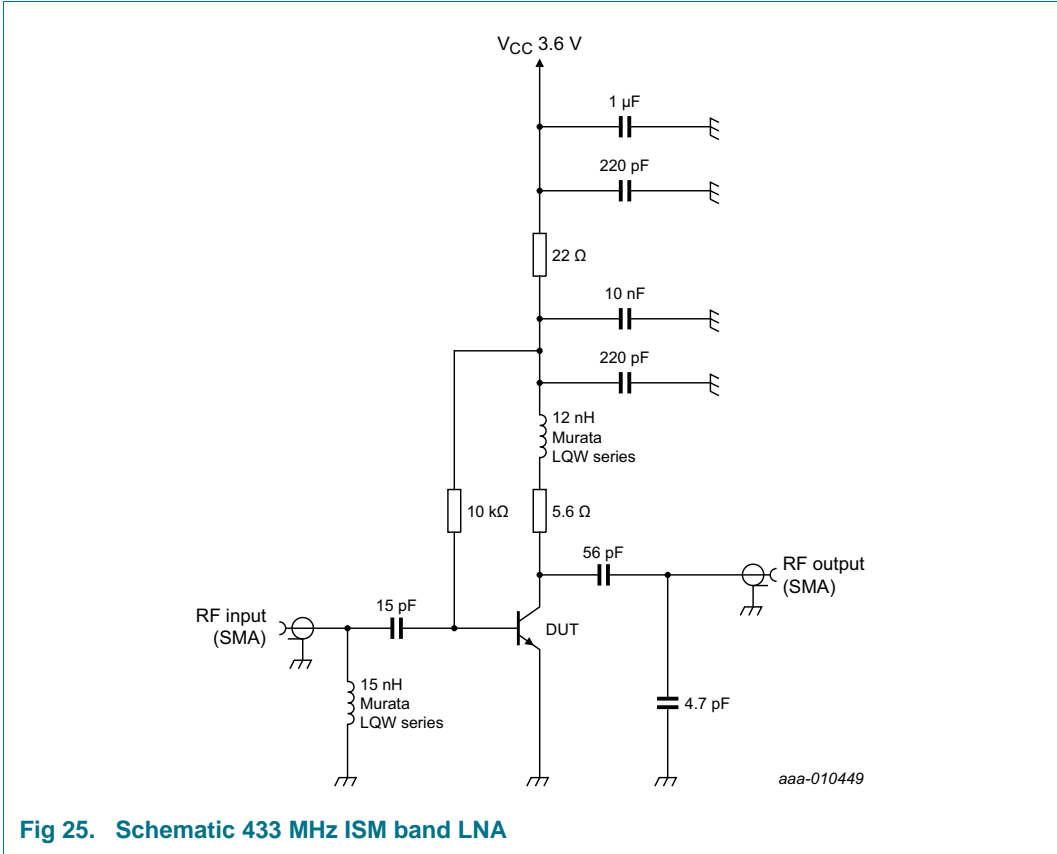 V_CC 3.6 V
1 µF
220 pF
22 Ω
10 nF
220 pF
12 nH
Murata
LQW series
10 kΩ
5.6 Ω
56 pF
RF output
(SMA)
15 pF
RF input
(SMA)
DUT
15 nH
Murata
LQW series
4.7 pF
aaa-010449
Fig 25. Schematic 433 MHz ISM band LNA